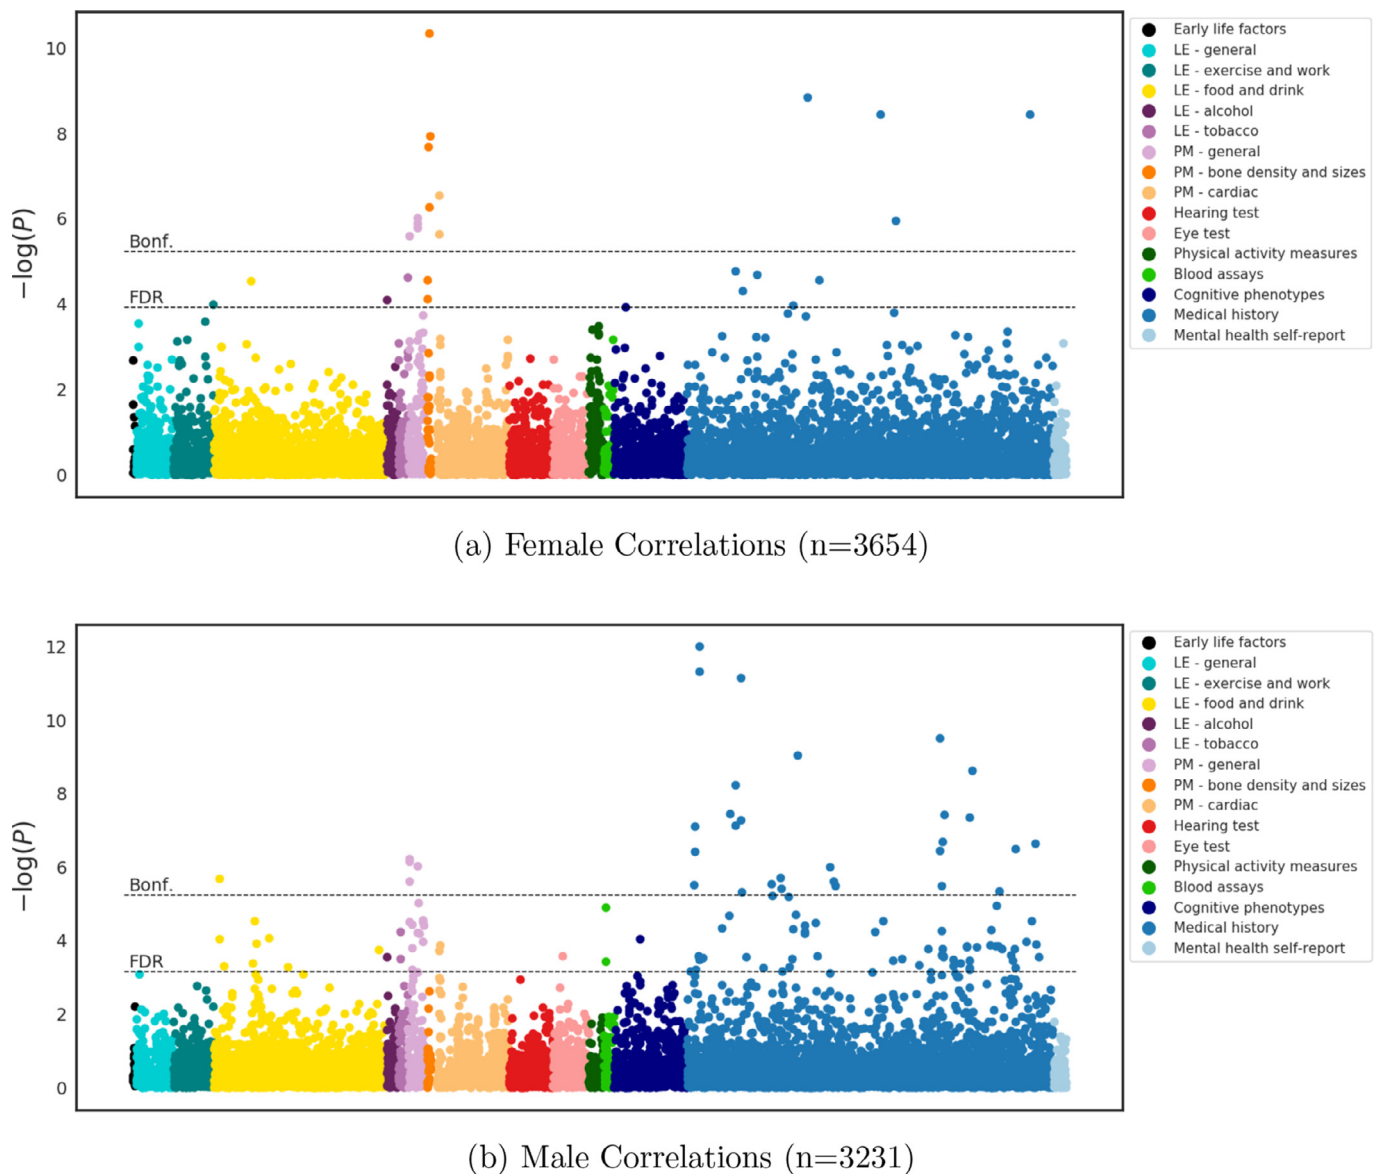 10
8
6
4
2
0
−log(P)
Bonf.
FDR
Early life factors
LE - general
LE - exercise and work
LE - food and drink
LE - alcohol
LE - tobacco
PM - general
PM - bone density and sizes
PM - cardiac
Hearing test
Eye test
Physical activity measures
Blood assays
Cognitive phenotypes
Medical history
Mental health self-report
(a) Female Correlations (n=3654)
12
10
8
6
4
2
0
−log(P)
Bonf.
FDR
Early life factors
LE - general
LE - exercise and work
LE - food and drink
LE - alcohol
LE - tobacco
PM - general
PM - bone density and sizes
PM - cardiac
Hearing test
Eye test
Physical activity measures
Blood assays
Cognitive phenotypes
Medical history
Mental health self-report
(b) Male Correlations (n=3231)